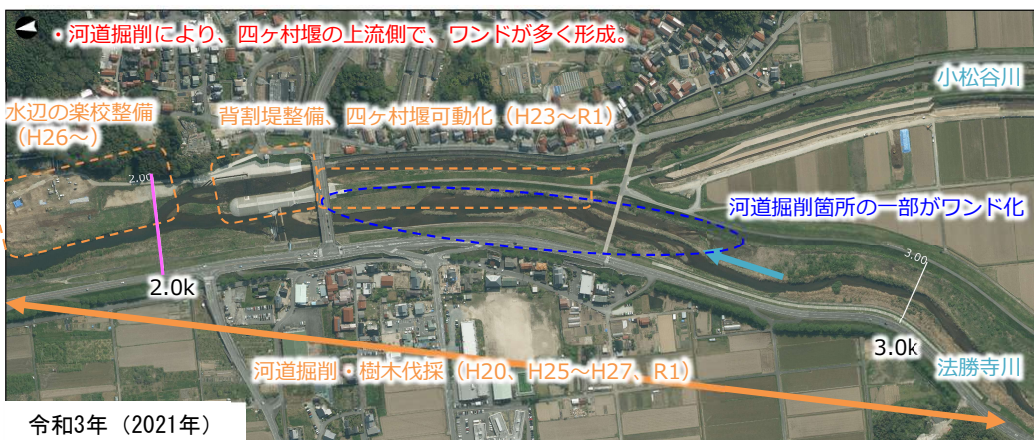 ・河道掘削により、四ヶ村堰の上流側で、ワンドが多く形成。
小松谷川
水辺の楽校整備
(H26～)
背割堤整備、四ヶ村堰可動化(H23～R1)
2.00
河道掘削箇所の一部がワンド化
3.00
2.0k
3.0k
河道掘削・樹木伐採(H20、H25～H27、R1)
法勝寺川
令和3年(2021年)